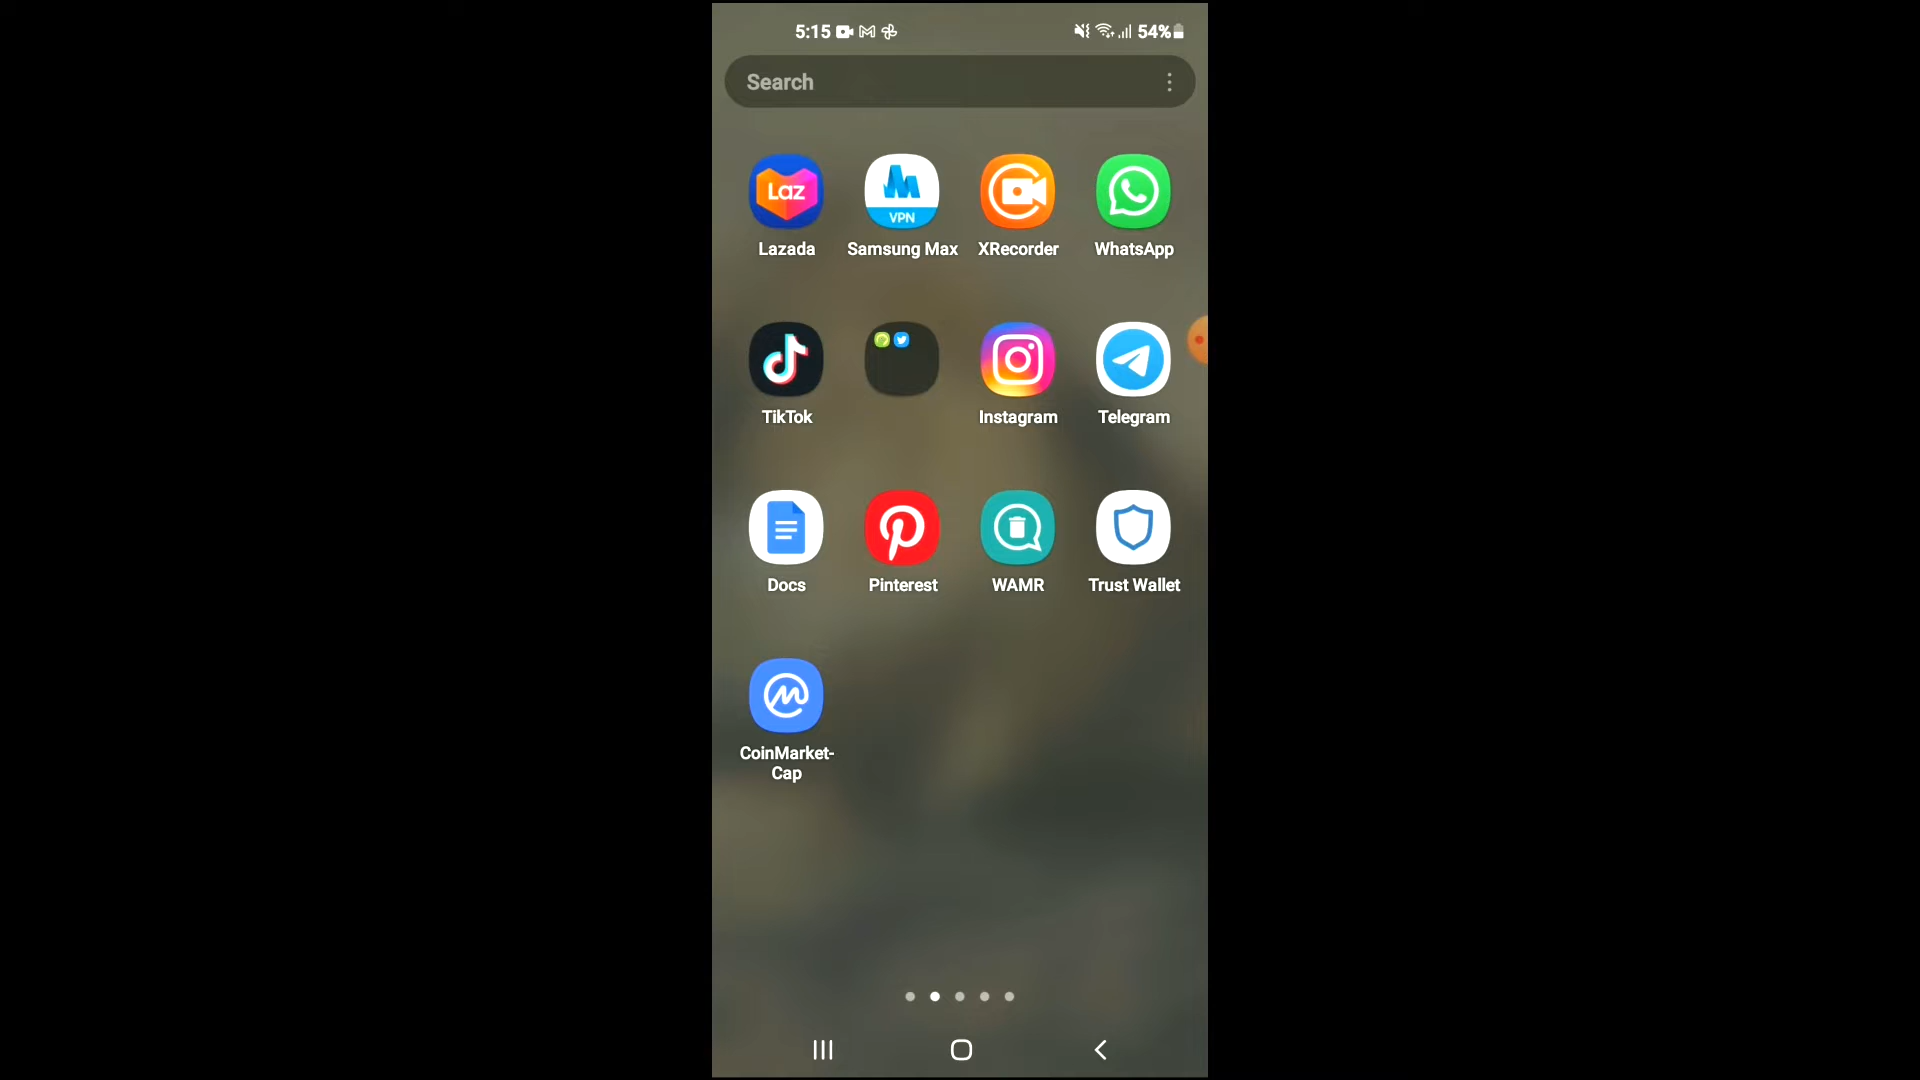 5:15
54%
Search
Laz
VPN
Lazada
Samsung Max
XRecorder
WhatsApp
TikTok
Instagram
Telegram
Docs
Pinterest
WAMR
Trust Wallet
CoinMarket-
Cap